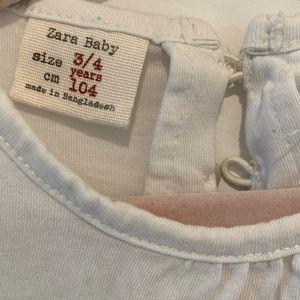 Zara Baby
size 3/4 years
cm 104
made in Bangladesh